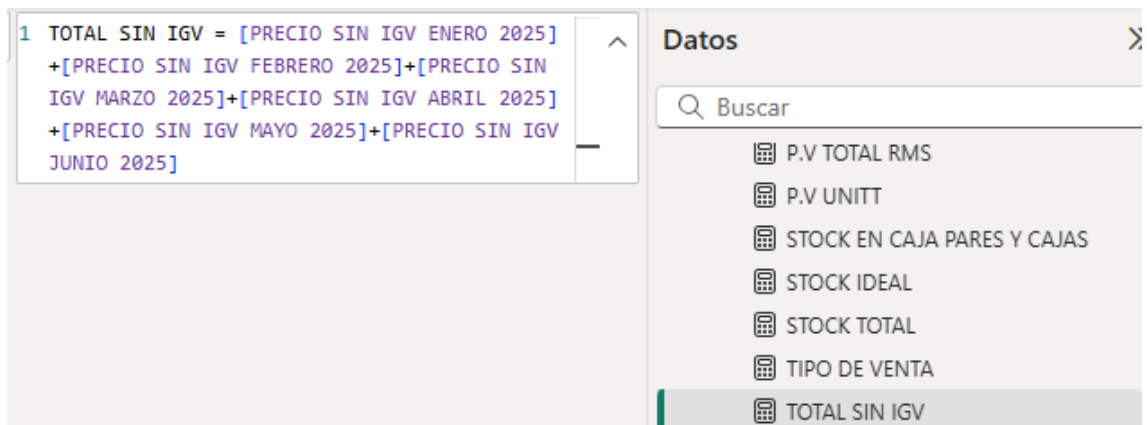 1 TOTAL SIN IGV = [PRECIO SIN IGV ENERO 2025]
+[PRECIO SIN IGV FEBRERO 2025]+[PRECIO SIN
IGV MARZO 2025]+[PRECIO SIN IGV ABRIL 2025]
+[PRECIO SIN IGV MAYO 2025]+[PRECIO SIN IGV
JUNIO 2025]
Datos
Buscar
P.V TOTAL RMS
P.V UNITT
STOCK EN CAJA PARES Y CAJAS
STOCK IDEAL
STOCK TOTAL
TIPO DE VENTA
TOTAL SIN IGV